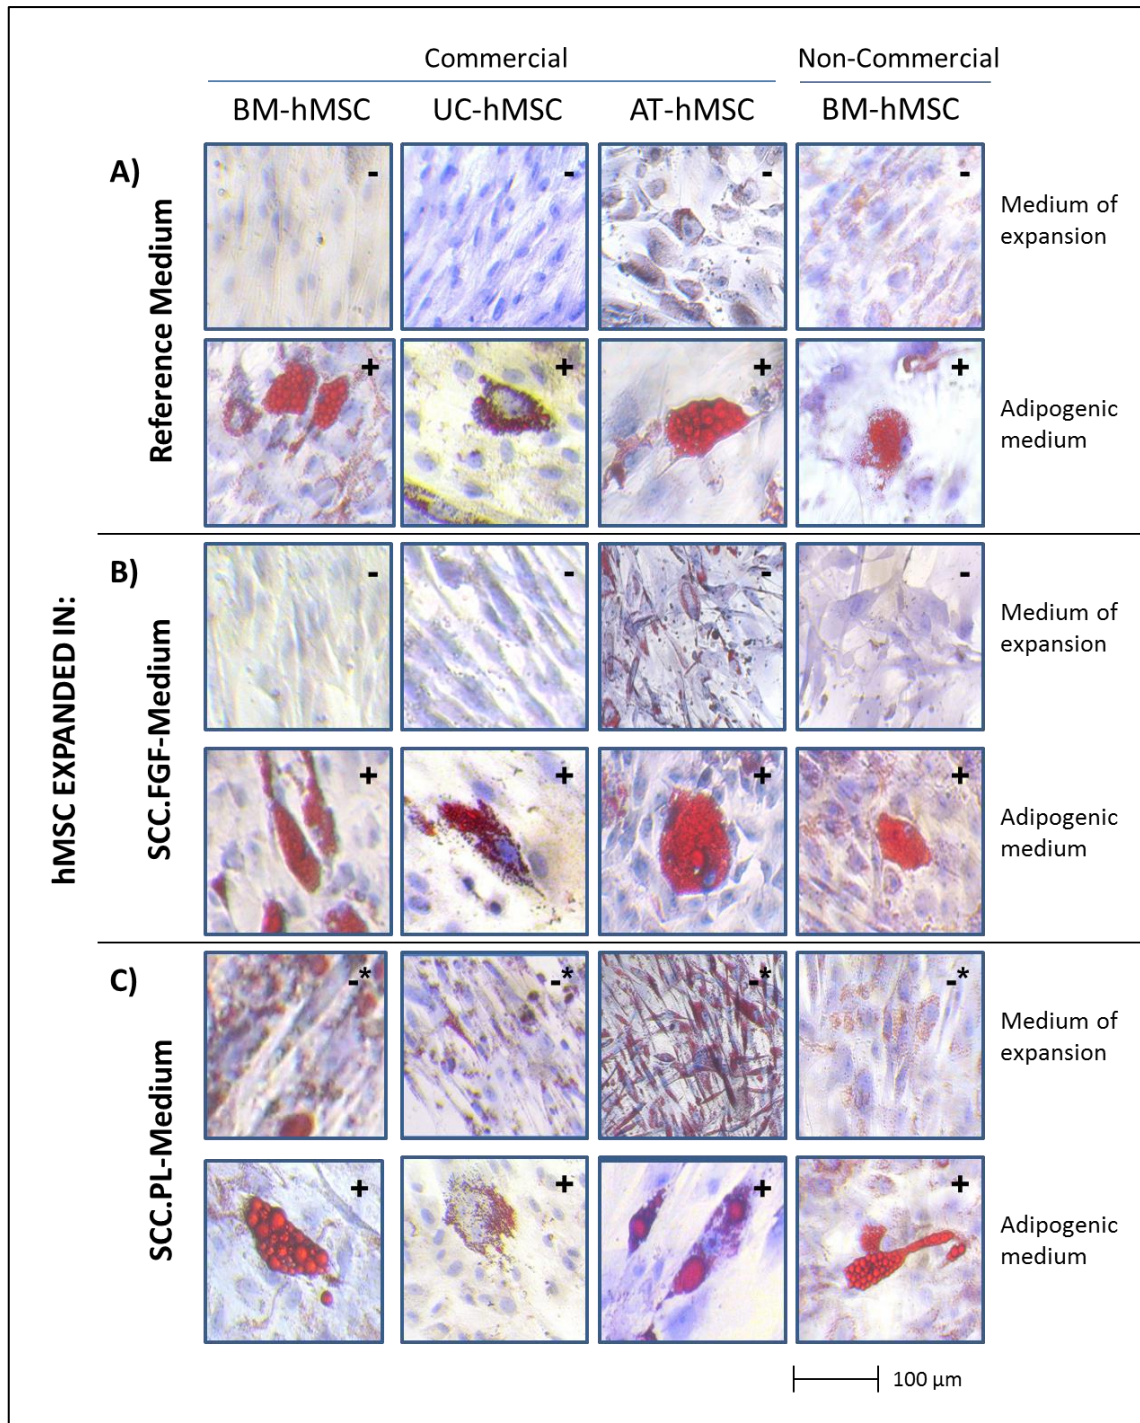 Commercial
Non-Commercial
BM-hMSC
UC-hMSC
AT-hMSC
BM-hMSC
hMSC EXPANDED IN:
A)
Reference Medium
- - - -
Medium of
expansion
+ + + +
Adipogenic
medium
B)
SCC.FGF-Medium
- - - -
Medium of
expansion
+ + + +
Adipogenic
medium
C)
SCC.PL-Medium
-* -* -* -*
Medium of
expansion
+ + + +
Adipogenic
medium
100 µm